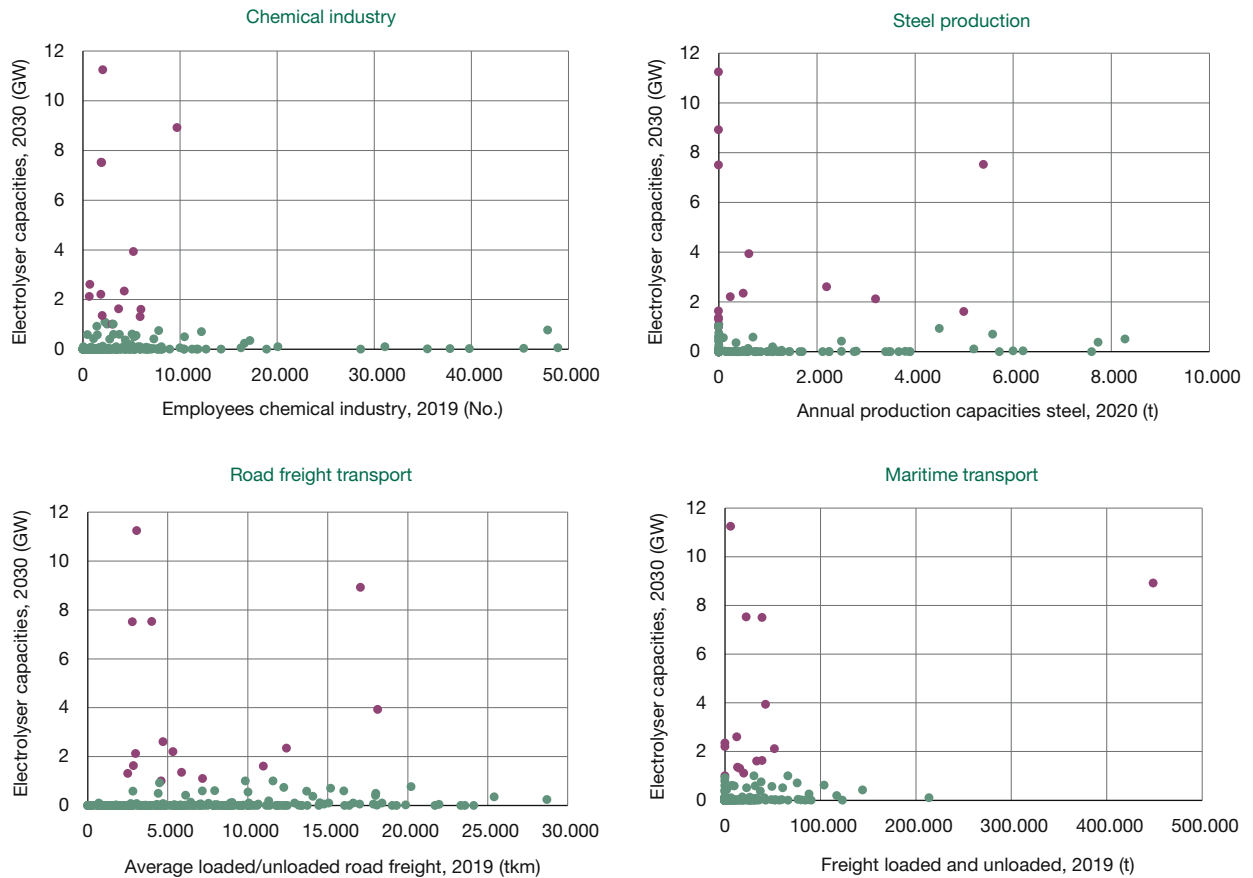 Chemical industry
Electrolyser capacities, 2030 (GW)
12
10
8
6
4
2
0
0 10.000 20.000 30.000 40.000 50.000
Employees chemical industry, 2019 (No.)
Steel production
Electrolyser capacities, 2030 (GW)
12
10
8
6
4
2
0
0 2.000 4.000 6.000 8.000 10.000
Annual production capacities steel, 2020 (t)
Road freight transport
Electrolyser capacities, 2030 (GW)
12
10
8
6
4
2
0
0 5.000 10.000 15.000 20.000 25.000 30.000
Average loaded/unloaded road freight, 2019 (tkm)
Maritime transport
Electrolyser capacities, 2030 (GW)
12
10
8
6
4
2
0
0 100.000 200.000 300.000 400.000 500.000
Freight loaded and unloaded, 2019 (t)